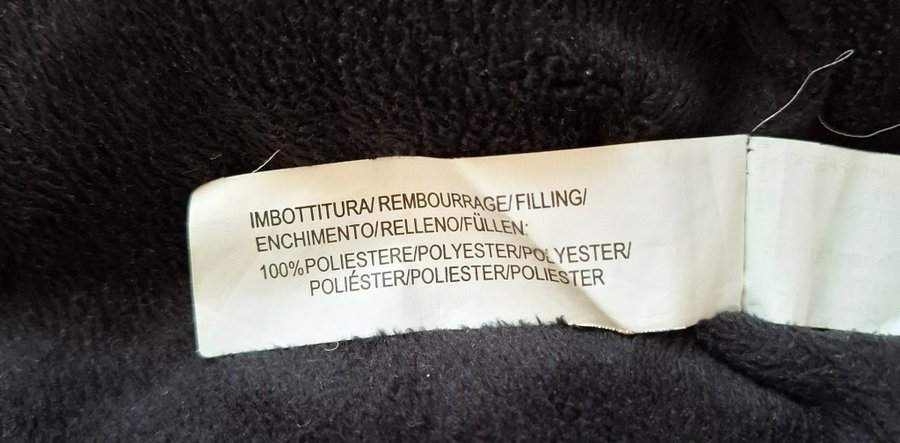 IMBOTTITURA/REMBOURRAGE/FILLING/
ENCHIMENTO/RELLENO/FÜLLEN:
100%POLIESTERE/POLYESTER/POLYESTER/
POLIÉSTER/POLIESTER/POLIESTER